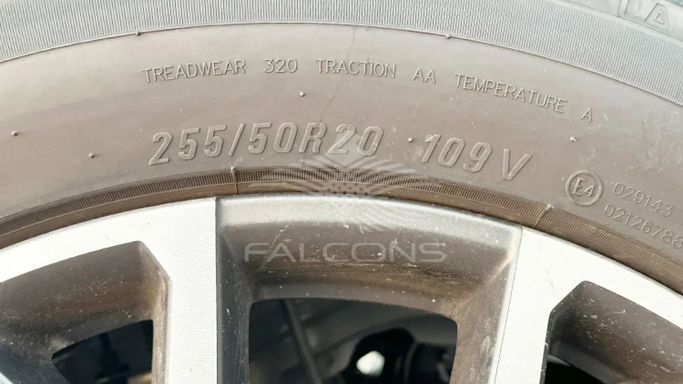 TREADWEAR 320 TRACTION AA TEMPERATURE A
255/50R20 109V
E4 029143
FALCONS